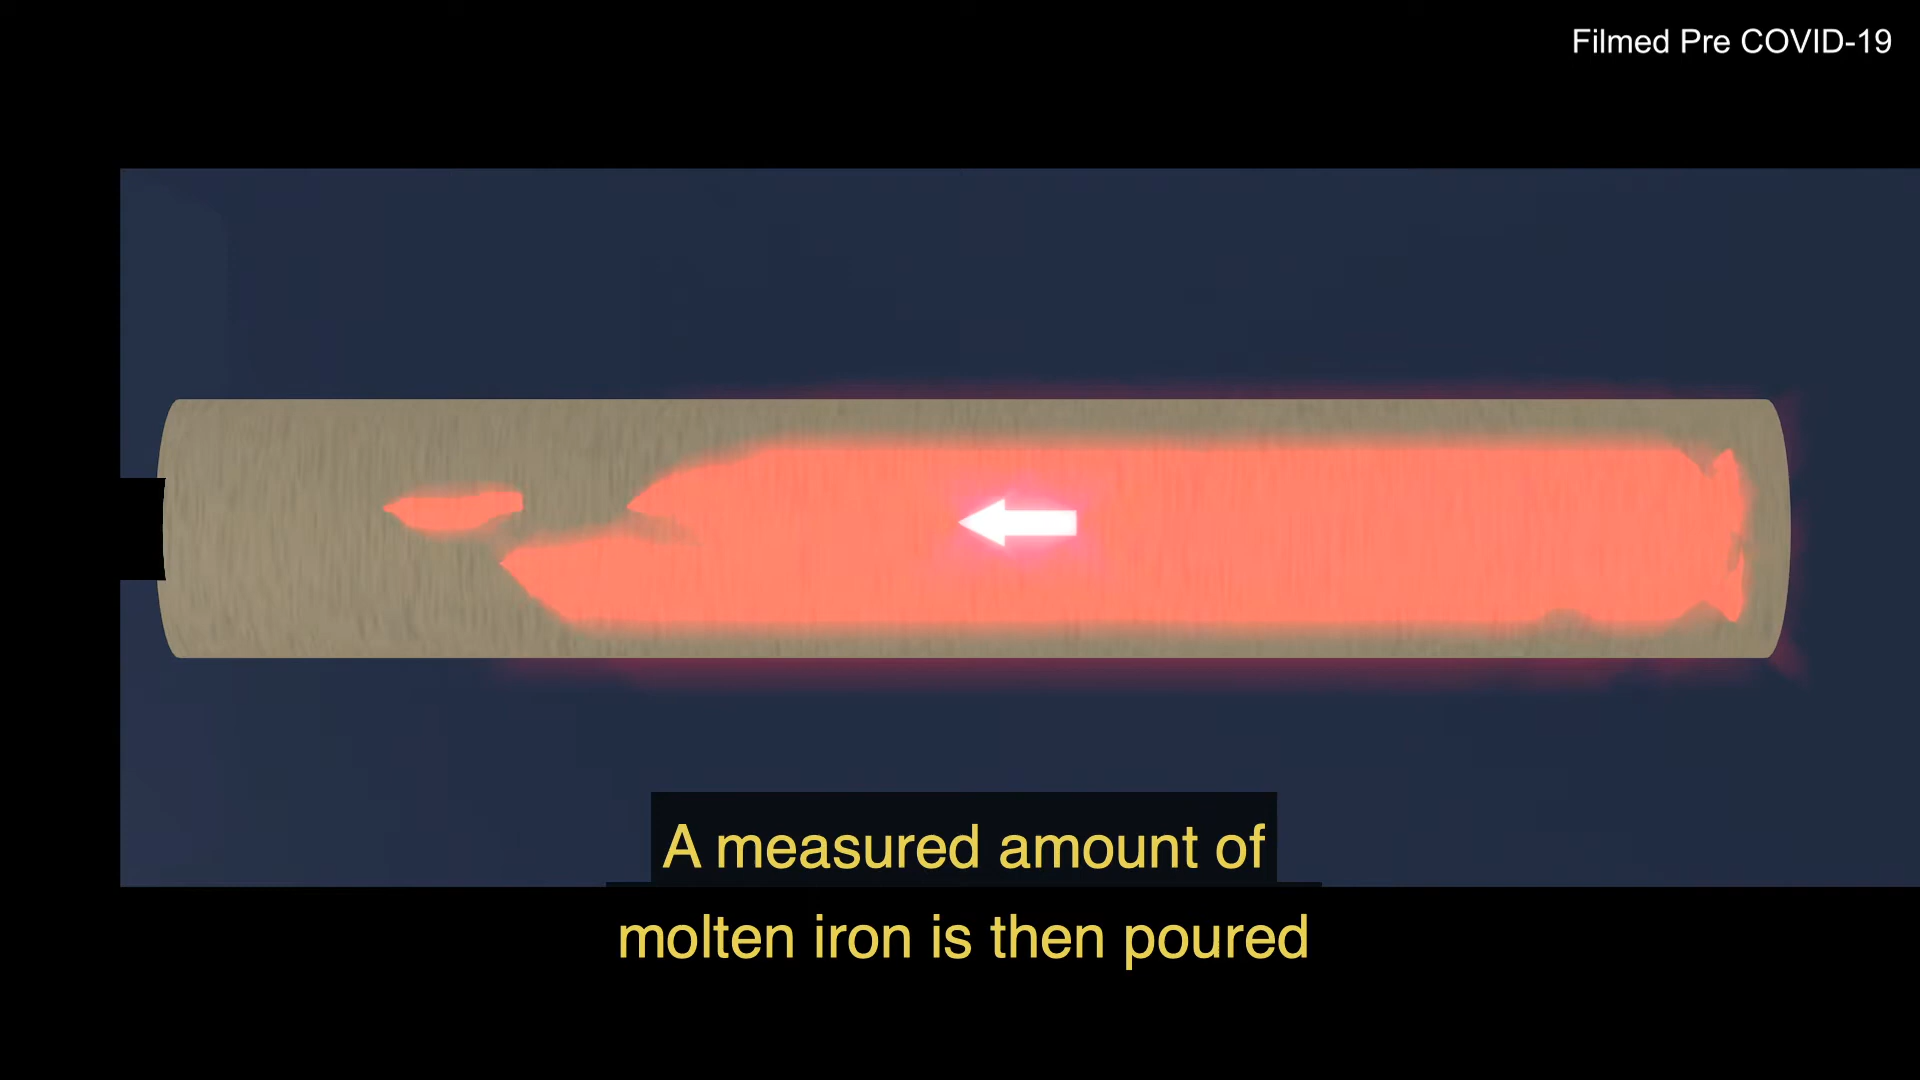 Filmed Pre COVID-19
A measured amount of
molten iron is then poured